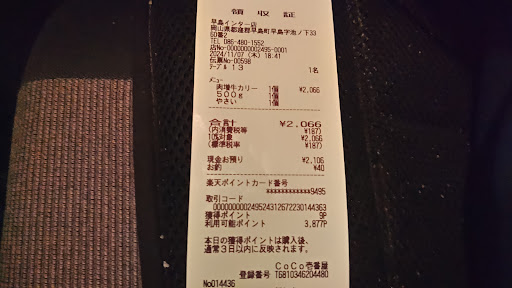 領収証
早島インター店
岡山県都窪郡早島町早島字池ノ下33
60番2
TEL 086-480-1552
店No-0000000002495-0001
2024/11/07 (木) 18:41
伝票No-00598
テーブル 13 1名
メニュー
肉増牛カリー 1個 ¥2,066
500g 1個
やさい 1個
合計 ¥2,066
(内消費税等 ¥187)
10%対象 ¥2,066
(標準税率 ¥187)
現金お預り ¥2,106
お釣 ¥40
楽天ポイントカード番号
************9495
取引コード
000000000249524312672230144363
獲得ポイント 9P
利用可能ポイント 3,877P
本日の獲得ポイントは購入後、
通常3日以内に反映されます。
CoCo壱番屋
登録番号 T6810346204480
No014436